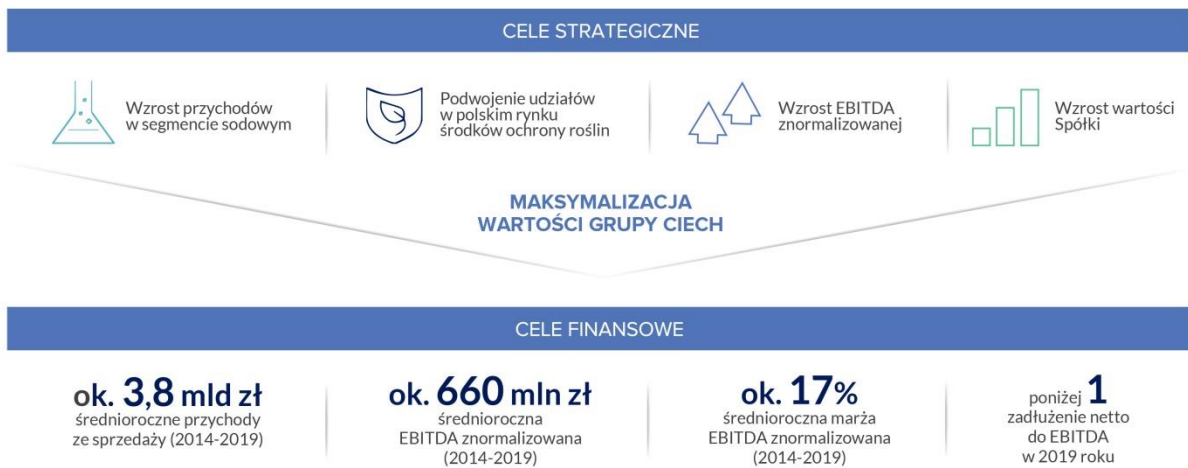 CELE STRATEGICZNE
Wzrost przychodów
w segmencie sodowym
Podwojenie udziałów
w polskim rynku
środków ochrony roślin
Wzrost EBITDA
znormalizowanej
Wzrost wartości
Spółki
MAKSYMALIZACJA
WARTOŚCI GRUPY CIECH
CELE FINANSOWE
ok. 3,8 mld zł
średnioroczne przychody
ze sprzedaży (2014-2019)
ok. 660 mln zł
średnioroczna
EBITDA znormalizowana
(2014-2019)
ok. 17%
średnioroczna marża
EBITDA znormalizowana
(2014-2019)
poniżej 1
zadłużenie netto
do EBITDA
w 2019 roku